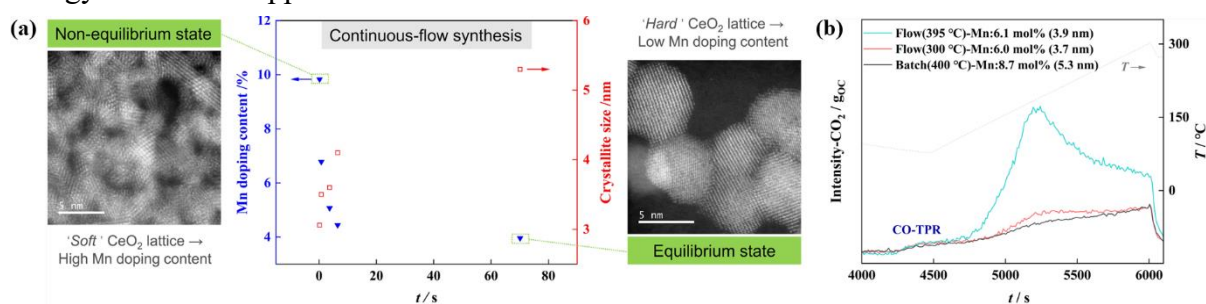 (a)
Non-equilibrium state
5 nm
'Soft' CeO2 lattice →
High Mn doping content
Continuous-flow synthesis
Mn doping content /%
12
10
8
6
4
0
20
40
60
80
t / s
6
5
4
3
Crystallite size /nm
'Hard' CeO2 lattice →
Low Mn doping content
5 nm
Equilibrium state
(b)
Flow(395 °C)-Mn:6.1 mol% (3.9 nm)
Flow(300 °C)-Mn:6.0 mol% (3.7 nm)
Batch(400 °C)-Mn:8.7 mol% (5.3 nm)
T →
Intensity-CO2 / gOC
CO-TPR
4000
4500
5000
5500
6000
t / s
300
150
0
T / °C